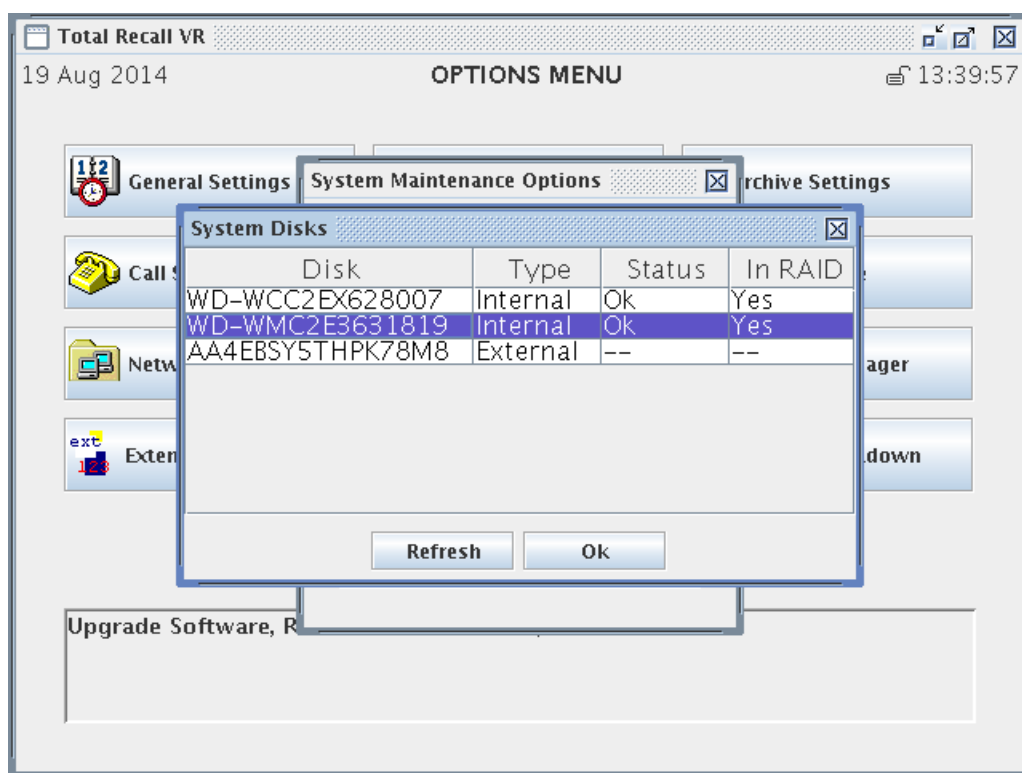 Total Recall VR
19 Aug 2014
OPTIONS MENU
13:39:57
1 2
General Settings
System Maintenance Options
rchive Settings
System Disks
Call
Disk Type Status In RAID
WD-WCC2EX628007 Internal Ok Yes
WD-WMC2E3631819 Internal Ok Yes
AA4EBSY5THPK78M8 External -- --
Netw
ager
ext
123
Exten
down
Refresh
Ok
Upgrade Software, R